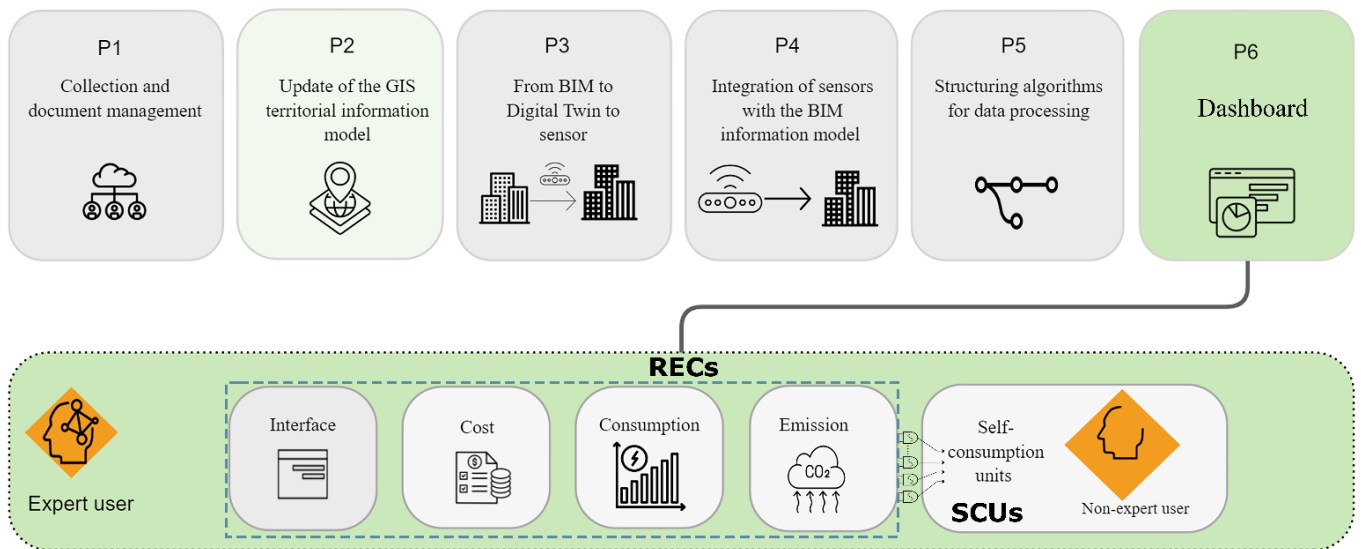 P1
Collection and
document management
P2
Update of the GIS
territorial information
model
P3
From BIM to
Digital Twin to
sensor
P4
Integration of sensors
with the BIM
information model
P5
Structuring algorithms
for data processing
P6
Dashboard
RECs
Expert user
Interface
Cost
$
Consumption
Emission
CO₂
Self-
consumption
units
SCUs
Non-expert user